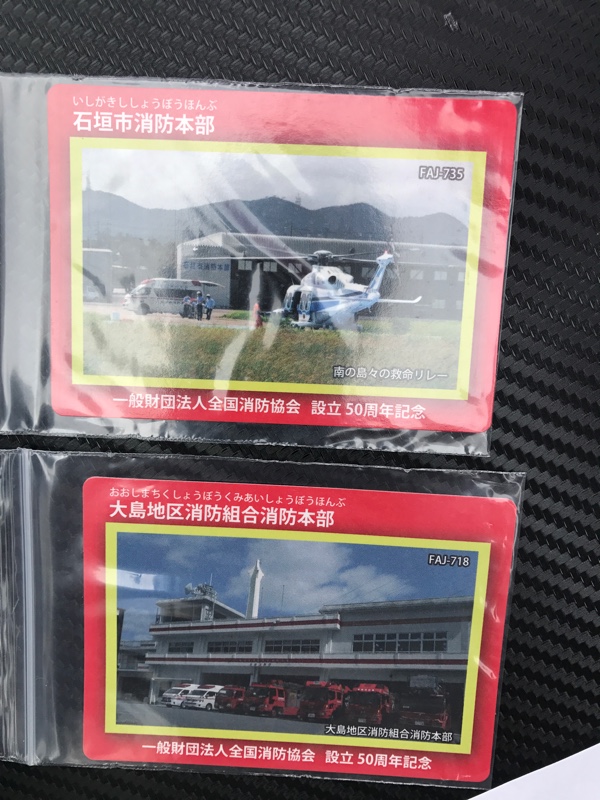 いしがきししょうぼうほんぶ
石垣市消防本部
FAJ-735
南の島々の救命リレー
一般財団法人全国消防協会 設立50周年記念
おおしまちくしょうぼうくみあいしょうぼうほんぶ
大島地区消防組合消防本部
FAJ-718
大島地区消防組合消防本部
一般財団法人全国消防協会 設立50周年記念